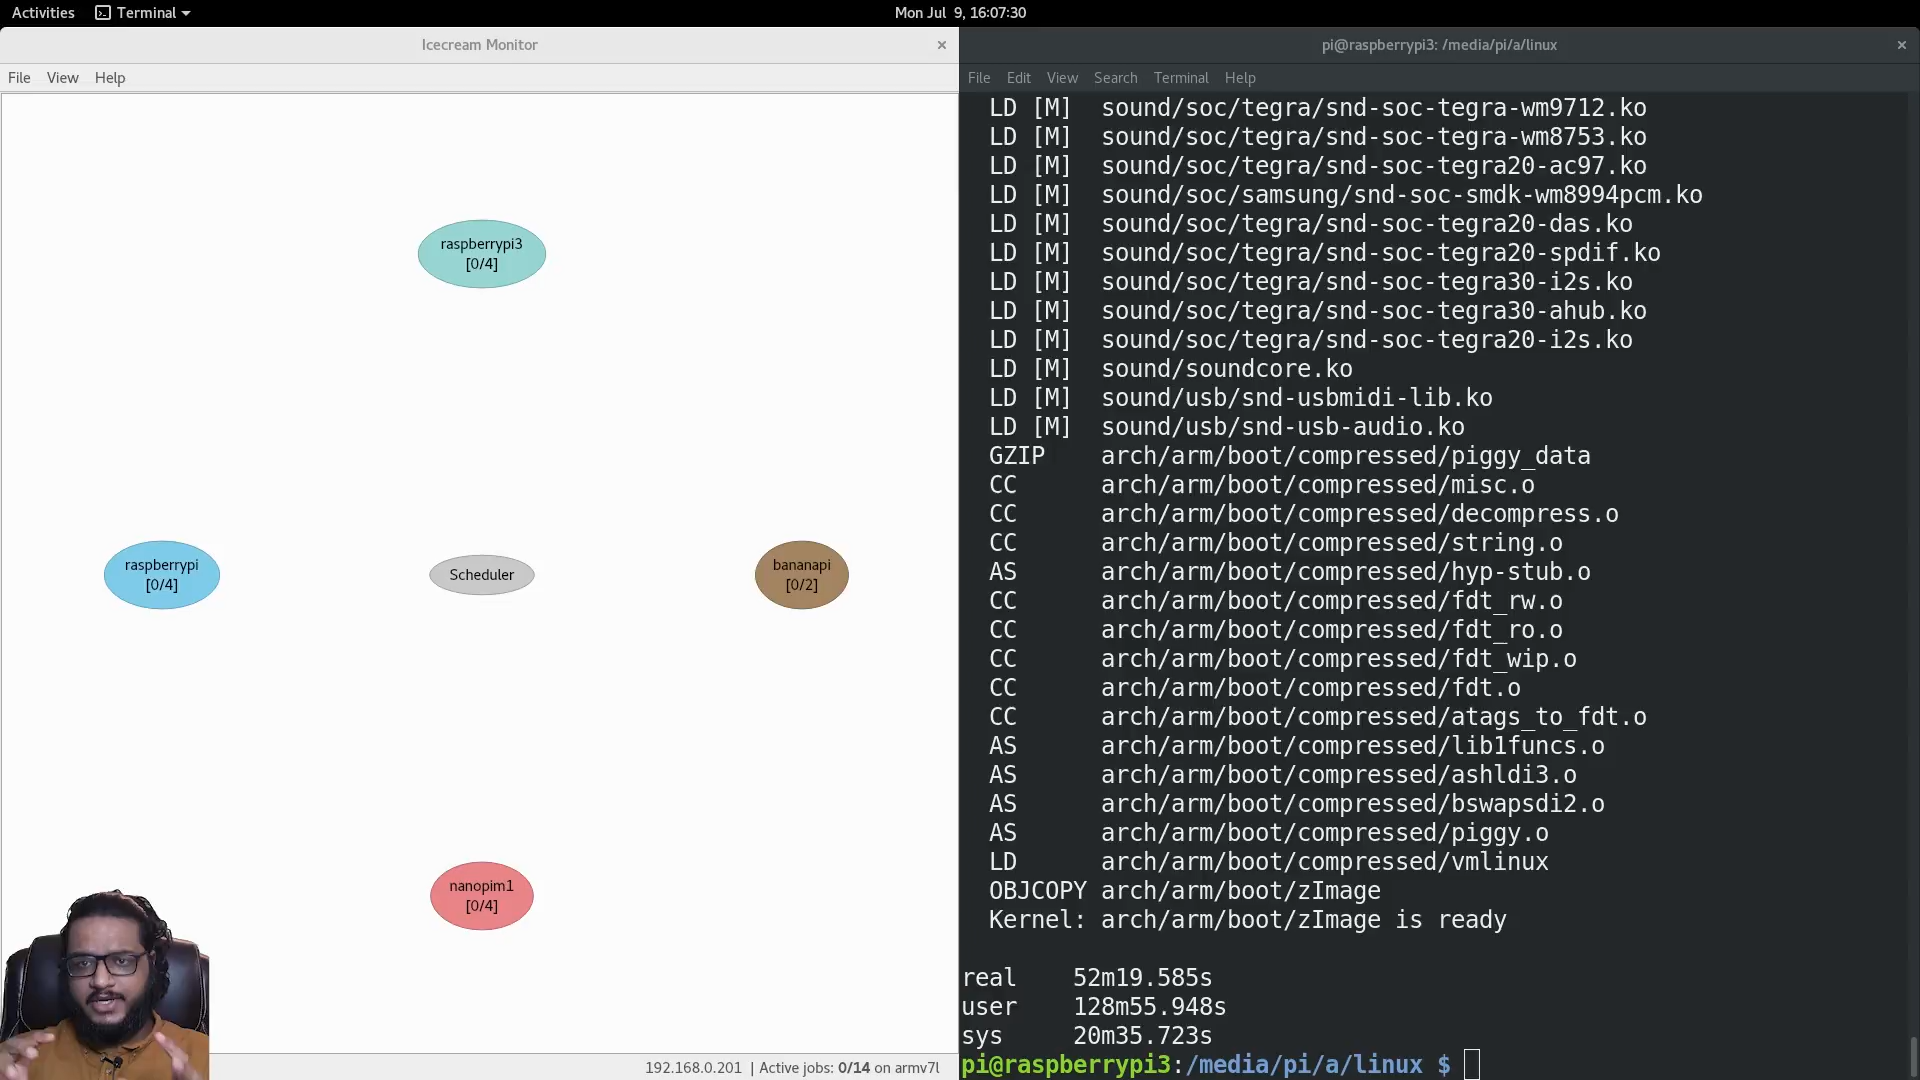 Activities Terminal Mon Jul 9, 16:07:30
Icecream Monitor
File View Help
raspberrypi3
[0/4]
raspberrypi
[0/4]
Scheduler
bananapi
[0/2]
nanopim1
[0/4]
192.168.0.201 | Active jobs: 0/14 on armv7l
pi@raspberrypi3: /media/pi/a/linux
File Edit View Search Terminal Help
LD [M] sound/soc/tegra/snd-soc-tegra-wm9712.ko
LD [M] sound/soc/tegra/snd-soc-tegra-wm8753.ko
LD [M] sound/soc/tegra/snd-soc-tegra20-ac97.ko
LD [M] sound/soc/samsung/snd-soc-smdk-wm8994pcm.ko
LD [M] sound/soc/tegra/snd-soc-tegra20-das.ko
LD [M] sound/soc/tegra/snd-soc-tegra20-spdif.ko
LD [M] sound/soc/tegra/snd-soc-tegra30-i2s.ko
LD [M] sound/soc/tegra/snd-soc-tegra30-ahub.ko
LD [M] sound/soc/tegra/snd-soc-tegra20-i2s.ko
LD [M] sound/soundcore.ko
LD [M] sound/usb/snd-usbmidi-lib.ko
LD [M] sound/usb/snd-usb-audio.ko
GZIP arch/arm/boot/compressed/piggy_data
CC arch/arm/boot/compressed/misc.o
CC arch/arm/boot/compressed/decompress.o
CC arch/arm/boot/compressed/string.o
AS arch/arm/boot/compressed/hyp-stub.o
CC arch/arm/boot/compressed/fdt_rw.o
CC arch/arm/boot/compressed/fdt_ro.o
CC arch/arm/boot/compressed/fdt_wip.o
CC arch/arm/boot/compressed/fdt.o
CC arch/arm/boot/compressed/atags_to_fdt.o
AS arch/arm/boot/compressed/lib1funcs.o
AS arch/arm/boot/compressed/ashldi3.o
AS arch/arm/boot/compressed/bswapsdi2.o
AS arch/arm/boot/compressed/piggy.o
LD arch/arm/boot/compressed/vmlinux
OBJCOPY arch/arm/boot/zImage
Kernel: arch/arm/boot/zImage is ready
real 52m19.585s
user 128m55.948s
sys 20m35.723s
pi@raspberrypi3:/media/pi/a/linux $